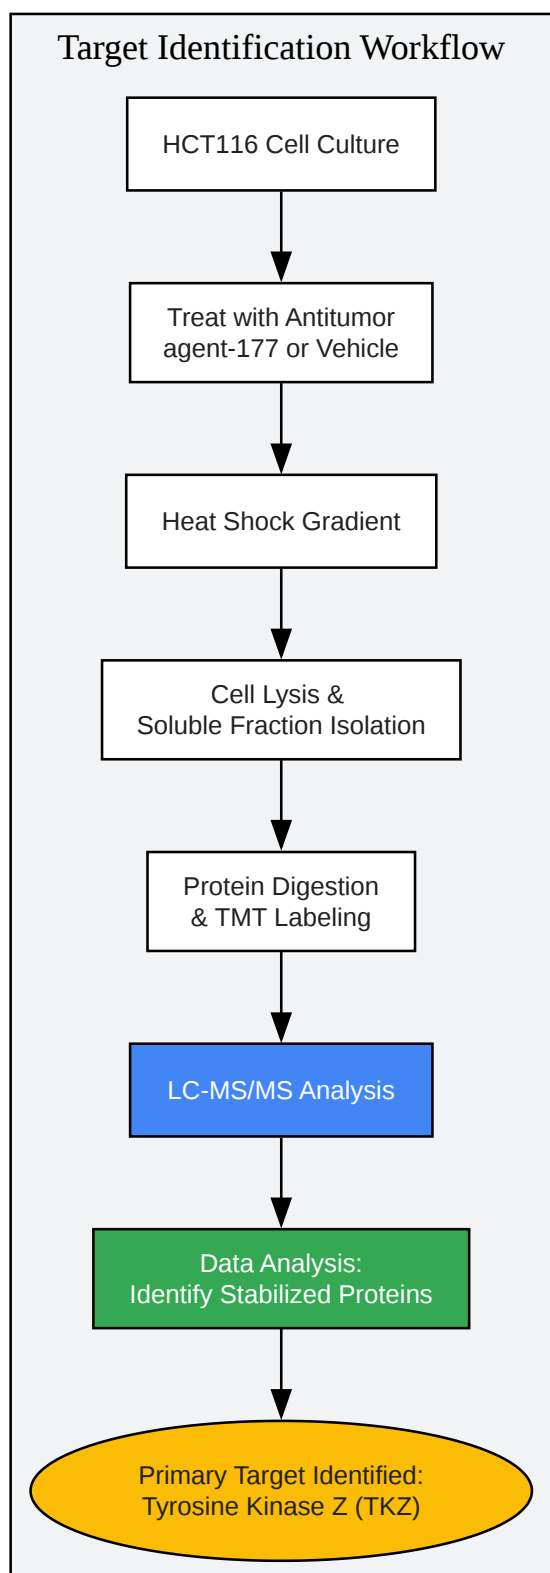 Target Identification Workflow
HCT116 Cell Culture
Treat with Antitumor
agent-177 or Vehicle
Heat Shock Gradient
Cell Lysis &
Soluble Fraction Isolation
Protein Digestion
& TMT Labeling
LC-MS/MS Analysis
Data Analysis:
Identify Stabilized Proteins
Primary Target Identified:
Tyrosine Kinase Z (TKZ)